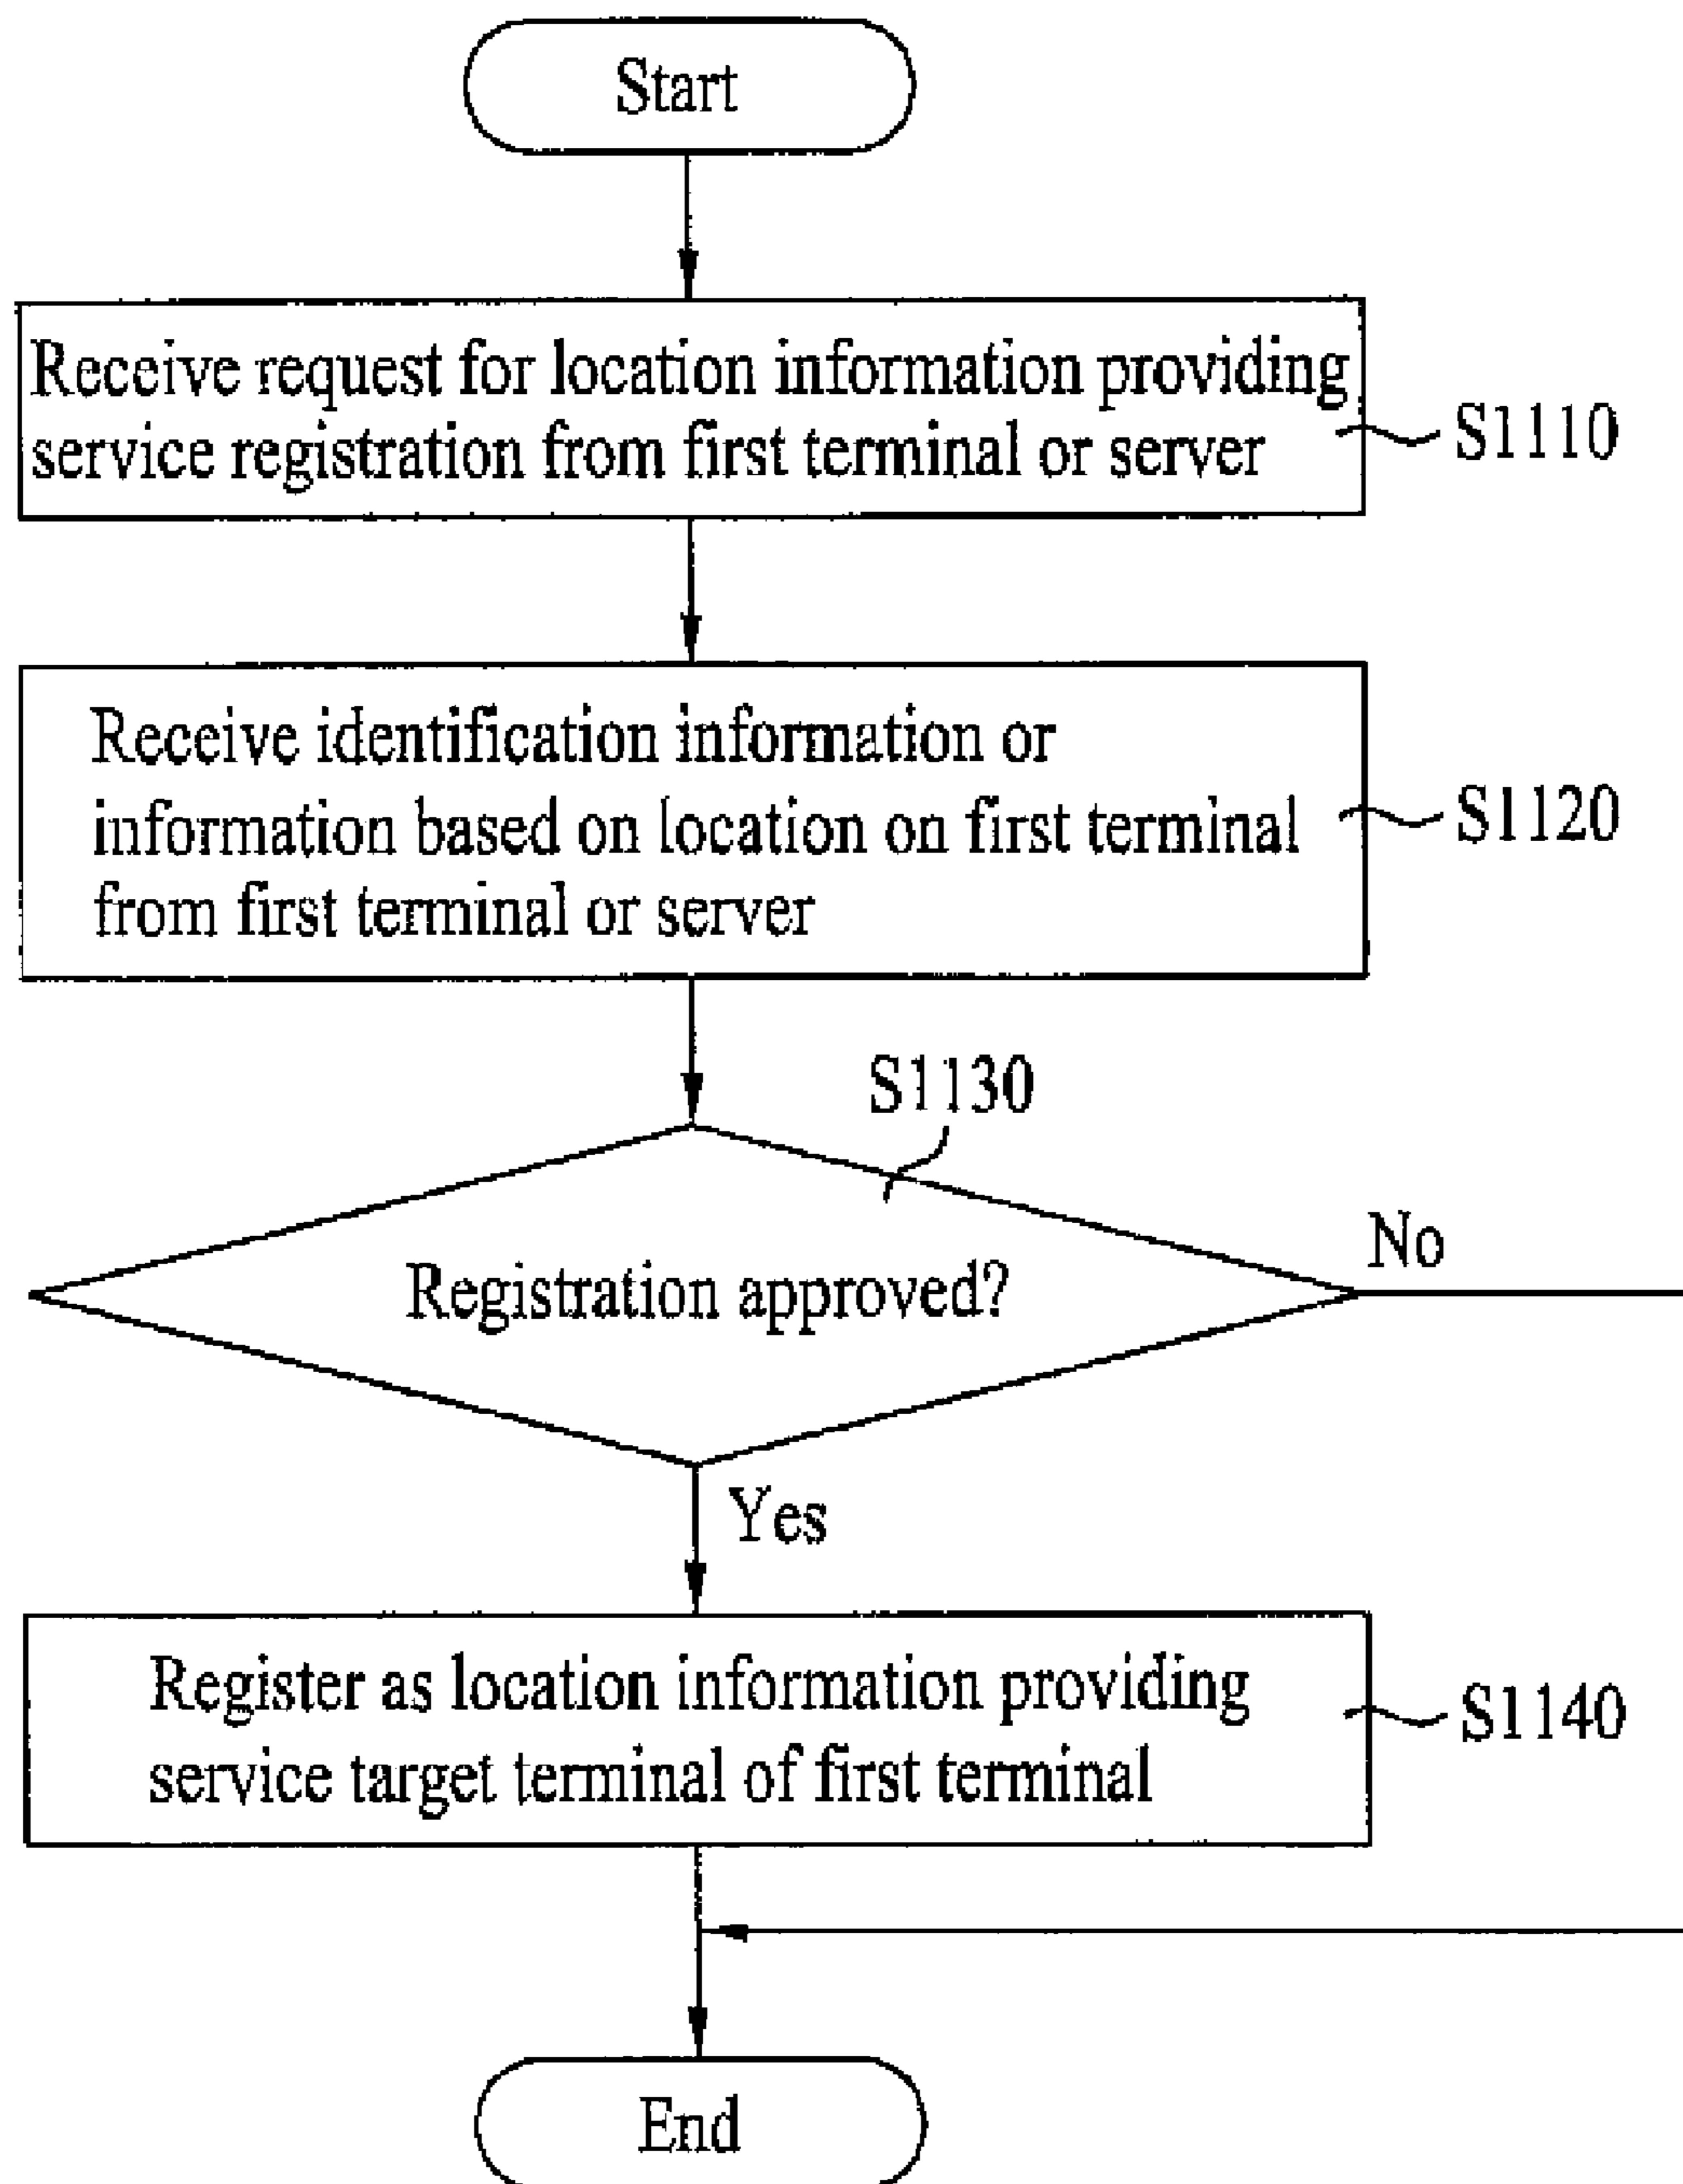 Start
Receive request for location information providing
service registration from first terminal or server
S1110
Receive identification information or
information based on location on first terminal
from first terminal or server
S1120
S1130
Registration approved?
No
Yes
Register as location information providing
service target terminal of first terminal
S1140
End